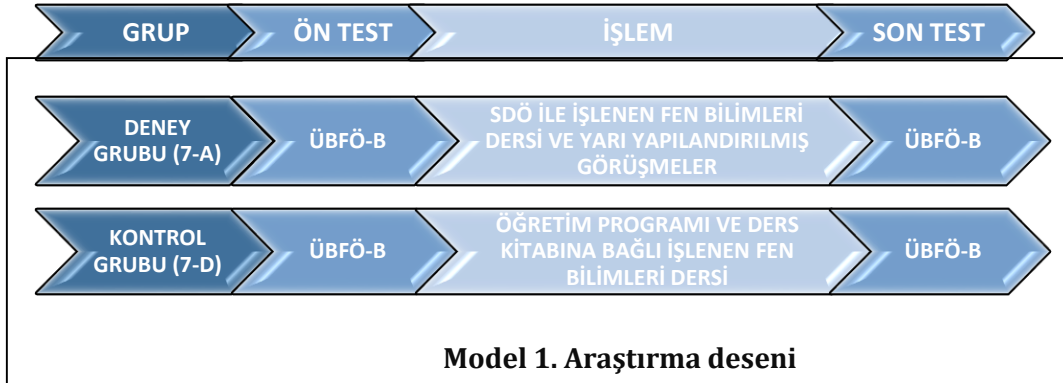 GRUP ÖN TEST İŞLEM SON TEST
DENEY
GRUBU (7-A)
ÜBFÖ-B
SDÖ İLE İŞLENEN FEN BİLİMLERİ
DERSİ VE YARI YAPILANDIRILMIŞ
GÖRÜŞMELER
ÜBFÖ-B
KONTROL
GRUBU (7-D)
ÜBFÖ-B
ÖĞRETİM PROGRAMI VE DERS
KİTABINA BAĞLI İŞLENEN FEN
BİLİMLERİ DERSİ
ÜBFÖ-B
Model 1. Araştırma deseni